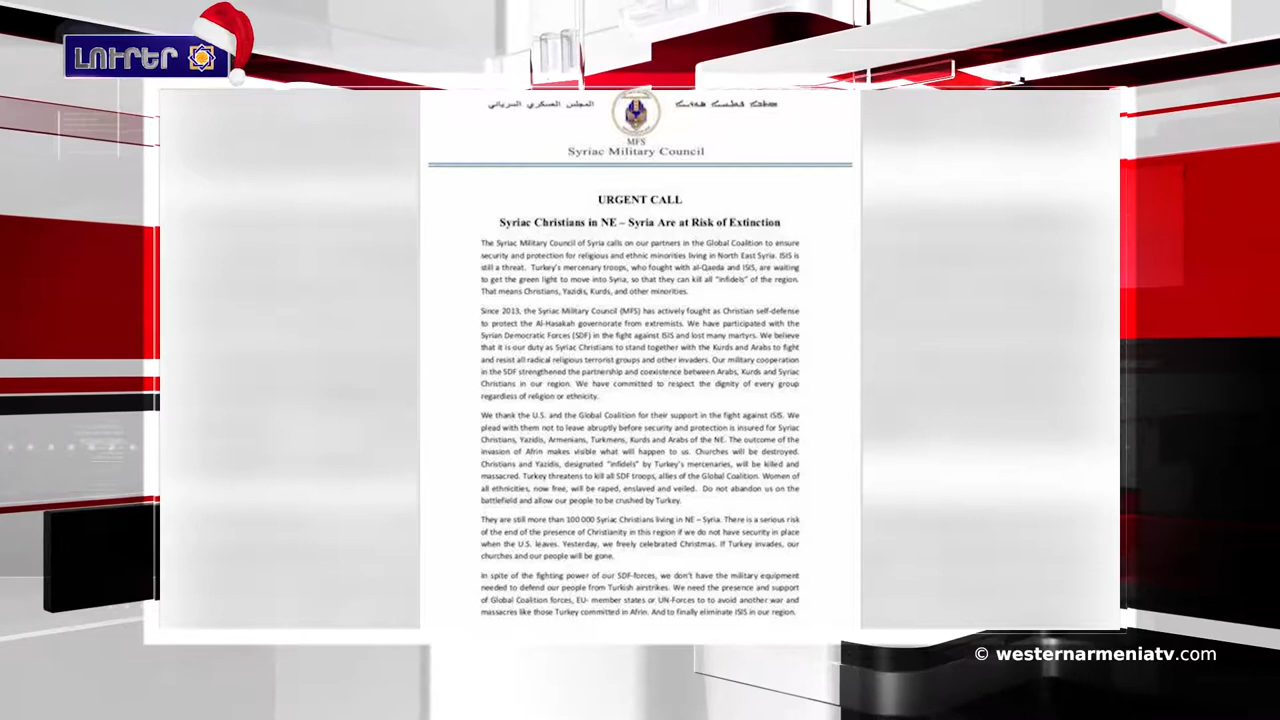 ԼՈՒՐԵՐ
المجلس العسكري السرياني
MFS
Syriac Military Council
URGENT CALL
Syriac Christians in NE – Syria Are at Risk of Extinction
The Syriac Military Council of Syria calls on our partners in the Global Coalition to ensure
security and protection for religious and ethnic minorities living in North East Syria. ISIS is
still a threat. Turkey's mercenary troops, who fought with al-Qaeda and ISIS, are waiting
to get the green light to move into Syria, so that they can kill all "infidels" of the region.
That means Christians, Yazidis, Kurds, and other minorities.
Since 2013, the Syriac Military Council (MFS) has actively fought as Christian self-defense
to protect the Al-Hasakah governorate from extremists. We have participated with the
Syrian Democratic Forces (SDF) in the fight against ISIS and lost many martyrs. We believe
that it is our duty as Syriac Christians to stand together with the Kurds and Arabs to fight
and resist all radical religious terrorist groups and other invaders. Our military cooperation
in the SDF strengthened the partnership and coexistence between Arabs, Kurds and Syriac
Christians in our region. We have committed to respect the dignity of every group
regardless of religion or ethnicity.
We thank the U.S. and the Global Coalition for their support in the fight against ISIS. We
plead with them not to leave abruptly before security and protection is insured for Syriac
Christians, Yazidis, Armenians, Turkmens, Kurds and Arabs of the NE. The outcome of the
invasion of Afrin makes visible what will happen to us. Churches will be destroyed.
Christians and Yazidis, designated "infidels" by Turkey's mercenaries, will be killed and
massacred. Turkey threatens to kill all SDF troops, allies of the Global Coalition. Women of
all ethnicities, now free, will be raped, enslaved and veiled. Do not abandon us on the
battlefield and allow our people to be crushed by Turkey.
They are still more than 100 000 Syriac Christians living in NE – Syria. There is a serious risk
of the end of the presence of Christianity in this region if we do not have security in place
when the U.S. leaves. Yesterday, we freely celebrated Christmas. If Turkey invades, our
churches and our people will be gone.
In spite of the fighting power of our SDF-forces, we don't have the military equipment
needed to defend our people from Turkish airstrikes. We need the presence and support
of Global Coalition forces, EU- member states or UN-Forces to to avoid another war and
massacres like those Turkey committed in Afrin. And to finally eliminate ISIS in our region.
© westernarmeniatv.com